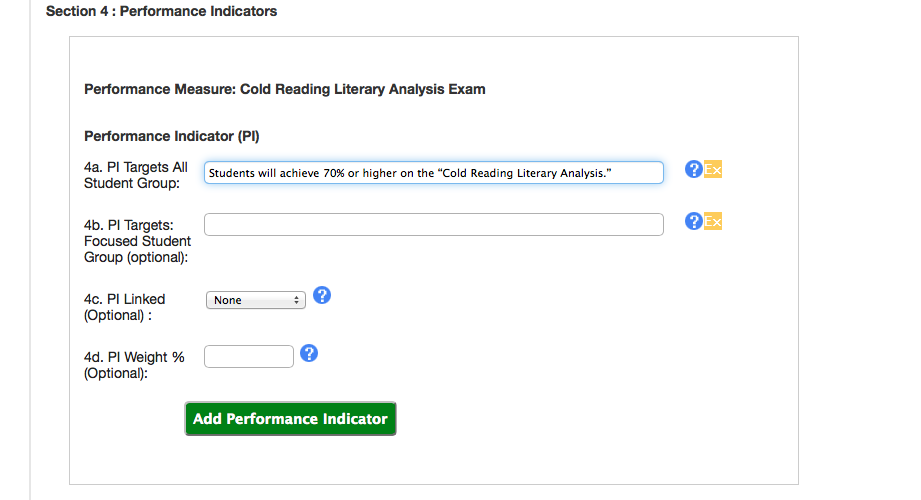 Section 4 : Performance Indicators
Performance Measure: Cold Reading Literary Analysis Exam
Performance Indicator (PI)
4a. PI Targets All
Student Group:
Students will achieve 70% or higher on the “Cold Reading Literary Analysis.”
? Ex
4b. PI Targets:
Focused Student
Group (optional):
? Ex
4c. PI Linked
(Optional) :
None
?
4d. PI Weight %
(Optional):
?
Add Performance Indicator